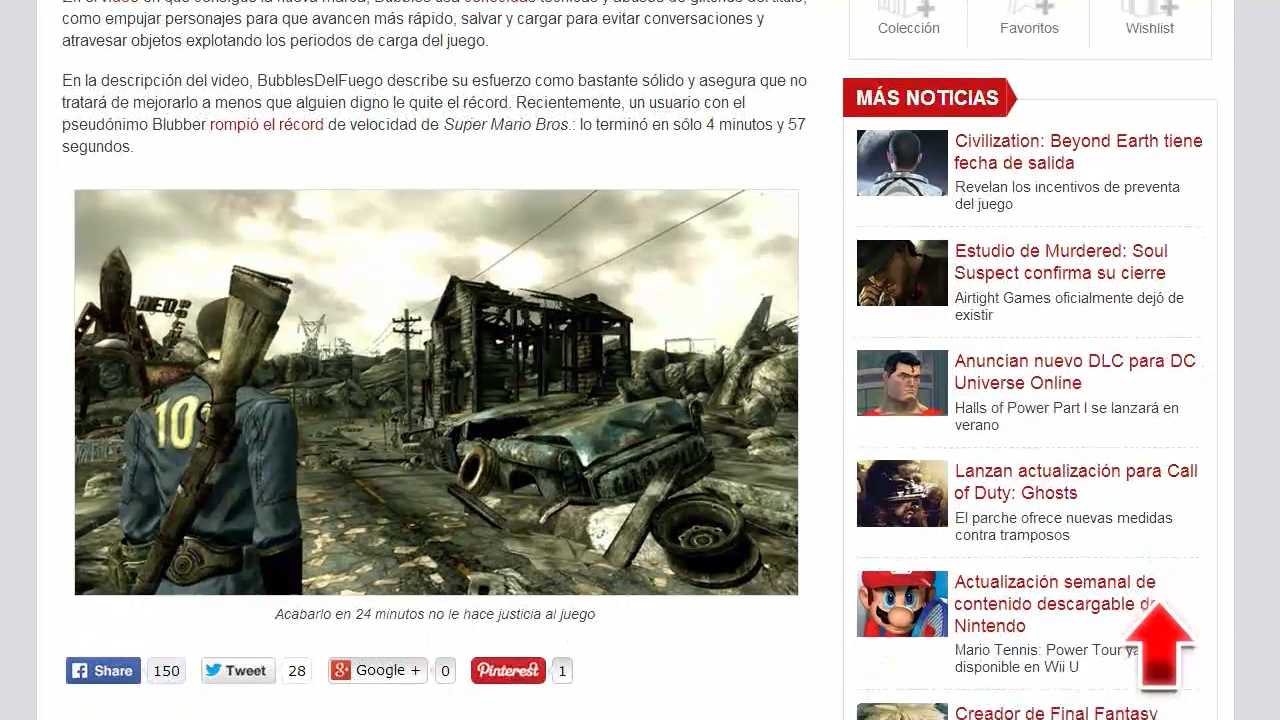 como empujar personajes para que avancen más rápido, salvar y cargar para evitar conversaciones y
atravesar objetos explotando los periodos de carga del juego.
En la descripción del video, BubblesDelFuego describe su esfuerzo como bastante sólido y asegura que no
tratará de mejorarlo a menos que alguien digno le quite el récord. Recientemente, un usuario con el
pseudónimo Blubber rompió el récord de velocidad de Super Mario Bros.: lo terminó en sólo 4 minutos y 57
segundos.
10
Acabarlo en 24 minutos no le hace justicia al juego
Share 150 Tweet 28 Google + 0 Pinterest 1
Colección Favoritos Wishlist
MÁS NOTICIAS
Civilization: Beyond Earth tiene
fecha de salida
Revelan los incentivos de preventa
del juego
Estudio de Murdered: Soul
Suspect confirma su cierre
Airtight Games oficialmente dejó de
existir
Anuncian nuevo DLC para DC
Universe Online
Halls of Power Part I se lanzará en
verano
Lanzan actualización para Call
of Duty: Ghosts
El parche ofrece nuevas medidas
contra tramposos
Actualización semanal de
contenido descargable de
Nintendo
Mario Tennis: Power Tour ya
disponible en Wii U
Creador de Final Fantasy